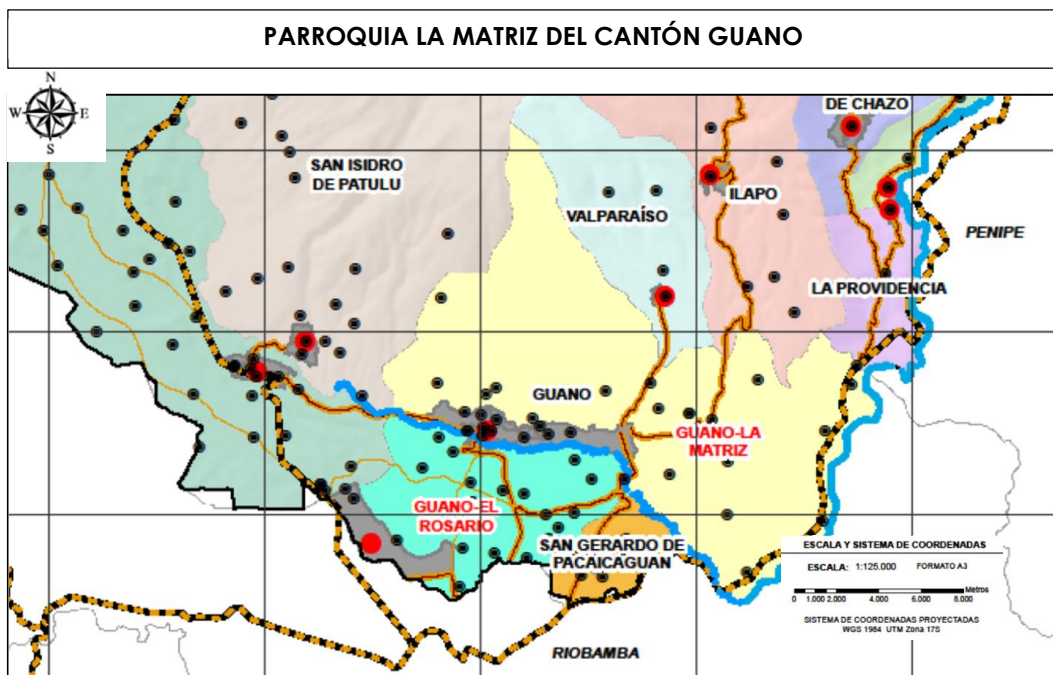 PARROQUIA LA MATRIZ DEL CANTÓN GUANO
N
W E
S
DE CHAZO
SAN ISIDRO
DE PATULU
ILAPO
VALPARAÍSO
PENIPE
LA PROVIDENCIA
GUANO
GUANO-LA
MATRIZ
GUANO-EL
ROSARIO
SAN GERARDO DE
PACAICAGUAN
RIOBAMBA
ESCALA Y SISTEMA DE COORDENADAS
ESCALA: 1:125.000 FORMATO A3
Metros
0 1.000 2.000 4.000 6.000 8.000
SISTEMA DE COORDENADAS PROYECTADAS
WGS 1984 UTM Zona 17S